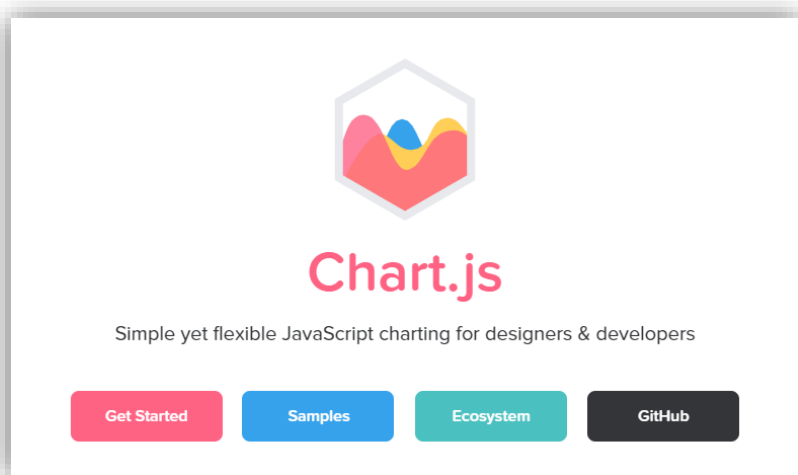 Chart.js
Simple yet flexible JavaScript charting for designers & developers
Get Started Samples Ecosystem GitHub